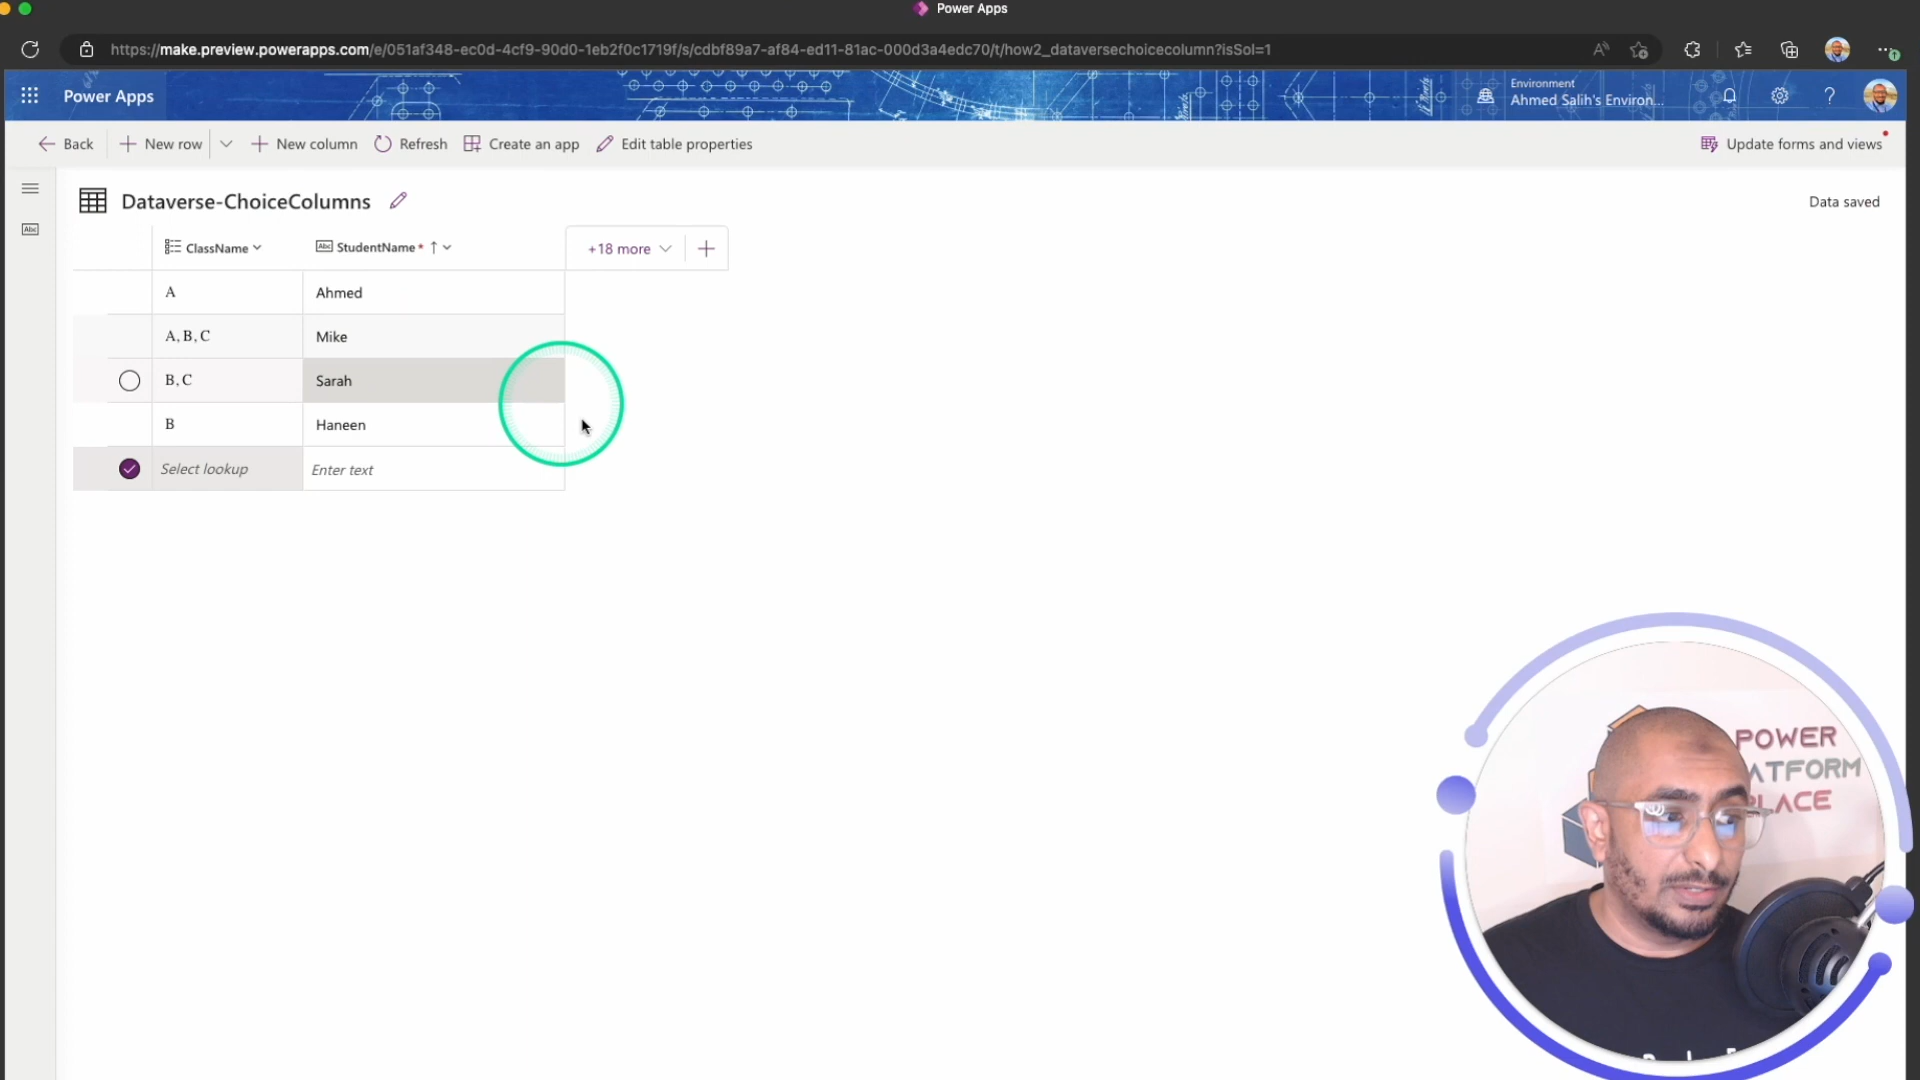 Power Apps
https://make.preview.powerapps.com/e/051af348-ec0d-4cf9-90d0-1eb2f0c1719f/s/cdbf89a7-af84-ed11-81ac-000d3a4edc70/t/how2_dataversechoicecolumn?isSol=1
Power Apps
Environment
Ahmed Salih's Environ...
Back
New row
New column
Refresh
Create an app
Edit table properties
Update forms and views
Dataverse-ChoiceColumns
Data saved
Abc
ClassName
Abc StudentName *
+18 more
A Ahmed
A, B, C Mike
B, C Sarah
B Haneen
Select lookup Enter text
POWER
ATFORM
LACE